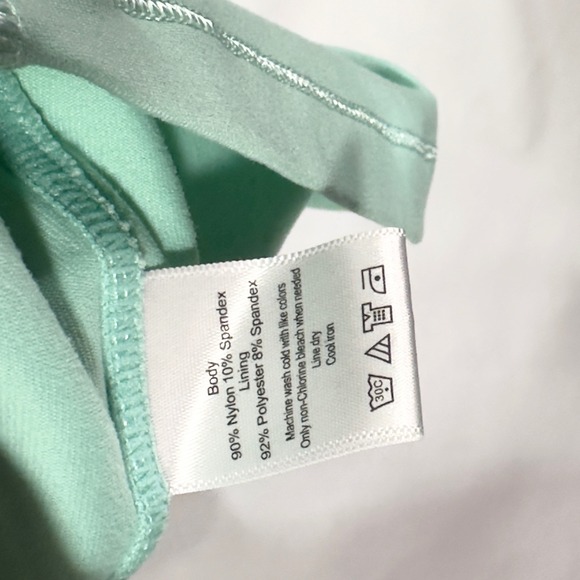 Body
90% Nylon 10% Spandex
Lining
92% Polyester 8% Spandex
Machine wash cold with like colors
Only non-Chlorine bleach when needed
Line dry
Cool iron
30C